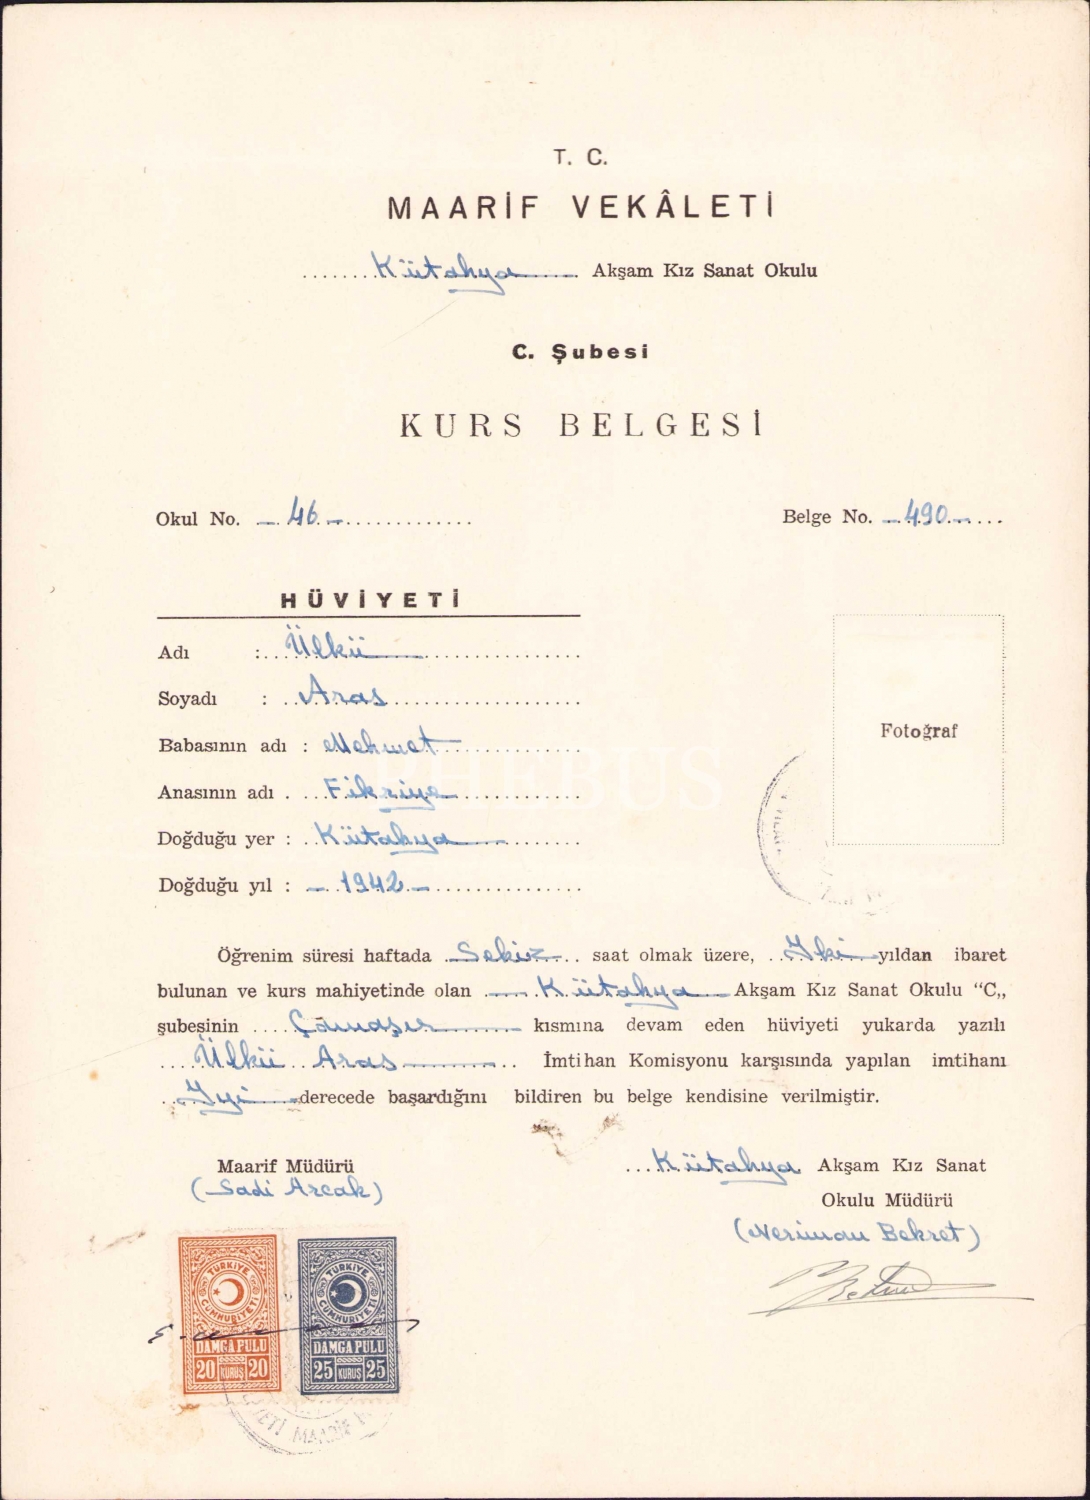 T. C.
MAARİF VEKÂLETİ
Kütahya Akşam Kız Sanat Okulu
C. Şubesi
KURS BELGESİ
Okul No. 46 Belge No. 490
HÜVİYETİ
Adı : Ülkü
Soyadı : Aras
Babasının adı : Mehmet
Anasının adı . Fikriye
Doğduğu yer : Kütahya
Doğduğu yıl : 1942
Fotoğraf
PHEBUS
Öğrenim süresi haftada Sekiz saat olmak üzere, İki yıldan ibaret
bulunan ve kurs mahiyetinde olan Kütahya Akşam Kız Sanat Okulu "C„
şubesinin Çamaşır kısmına devam eden hüviyeti yukarda yazılı
Ülkü Aras İmtihan Komisyonu karşısında yapılan imtihanı
İyi derecede başardığını bildiren bu belge kendisine verilmiştir.
Maarif Müdürü
(Sadi Arcak)
Kütahya Akşam Kız Sanat
Okulu Müdürü
(Neriman Bekret)
TÜRKİYE CUMHURİYETİ
DAMGA PULU
20 KURUŞ 20
TÜRKİYE CUMHURİYETİ
DAMGA PULU
25 KURUŞ 25
MAARİF